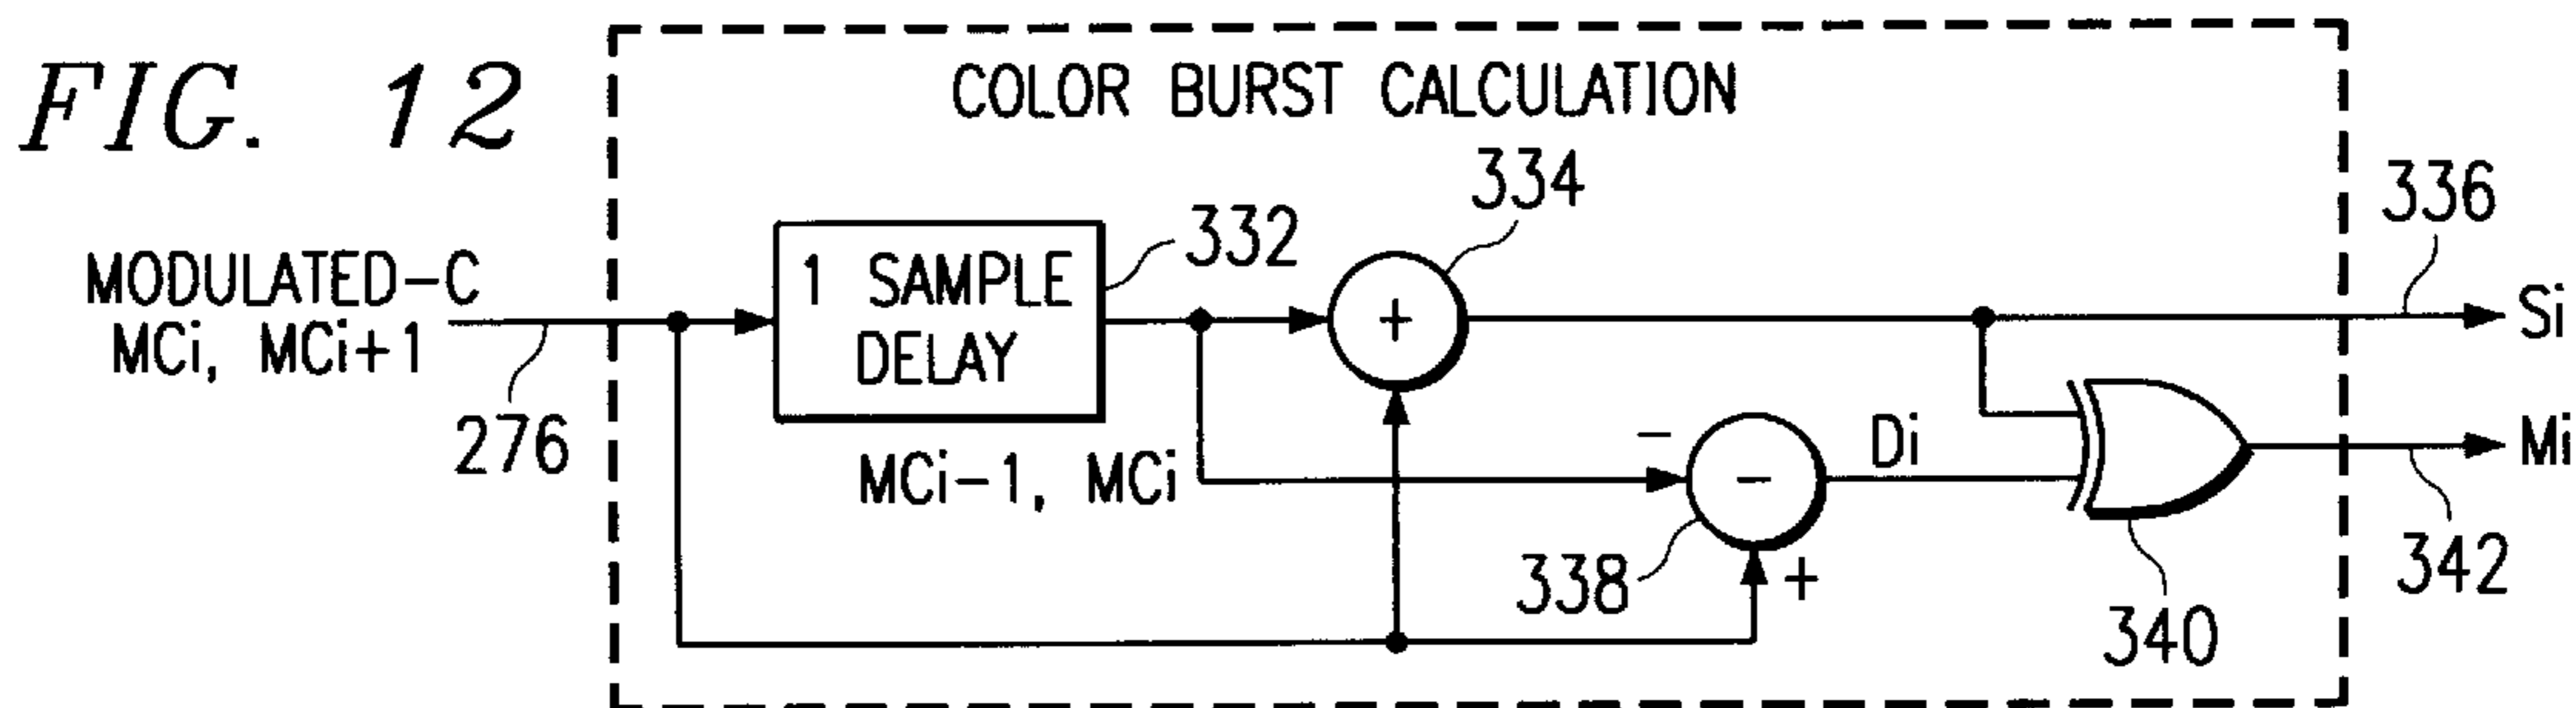 FIG. 12
COLOR BURST CALCULATION
334
336
332
MODULATED-C
MCi, MCi+1
276
1 SAMPLE
DELAY
+
Si
MCi-1, MCi
-
-
Di
Mi
338
+
340
342